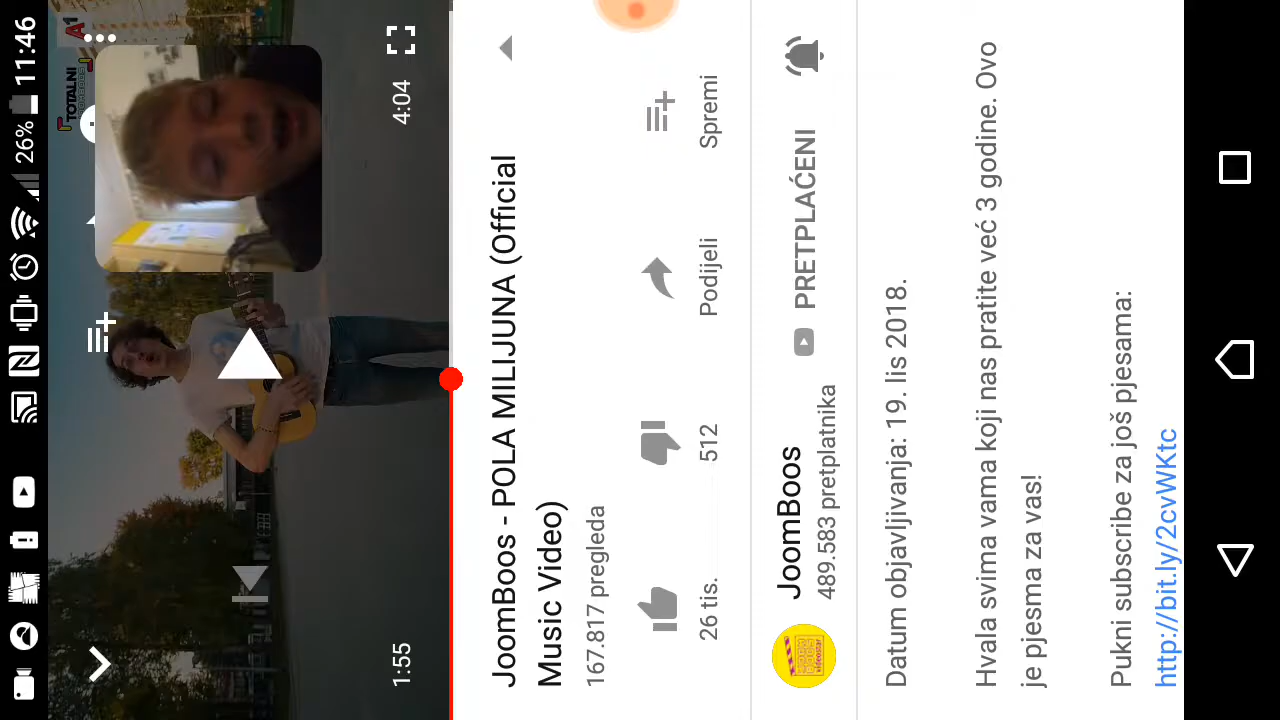 26% 11:46
A1
TOTALNI
1:55
4:04
JoomBoos - POLA MILIJUNA (Official
Music Video)
167.817 pregleda
26 tis.
512
Podijeli
Spremi
JoomBoos
489.583 pretplatnika
PRETPLAĆENI
Datum objavljivanja: 19. lis 2018.
Hvala svima vama koji nas pratite već 3 godine. Ovo
je pjesma za vas!
Pukni subscribe za još pjesama:
http://bit.ly/2cvWKtc